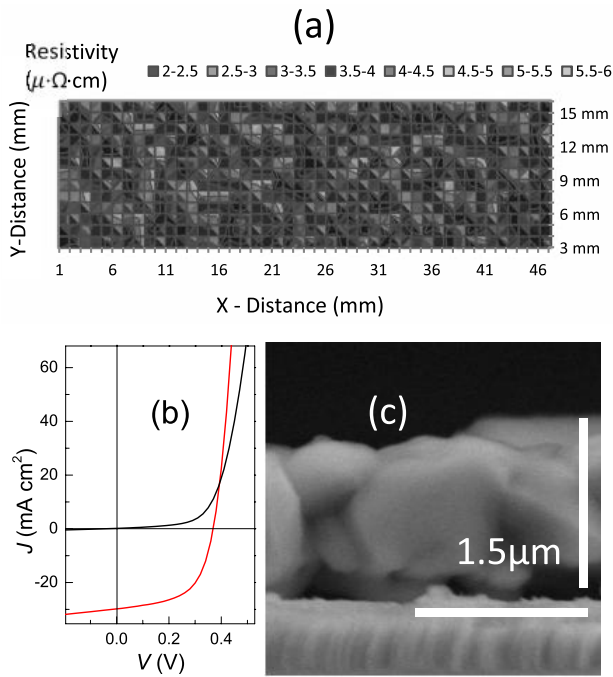 (a)
Resistivity
(μ·Ω·cm)
2-2.5 2.5-3 3-3.5 3.5-4 4-4.5 4.5-5 5-5.5 5.5-6
Y-Distance (mm)
15 mm
12 mm
9 mm
6 mm
3 mm
1 6 11 16 21 26 31 36 41 46
X - Distance (mm)
(b)
60
40
20
0
-20
J (mA cm²)
0.0 0.2 0.4
V (V)
(c)
1.5μm